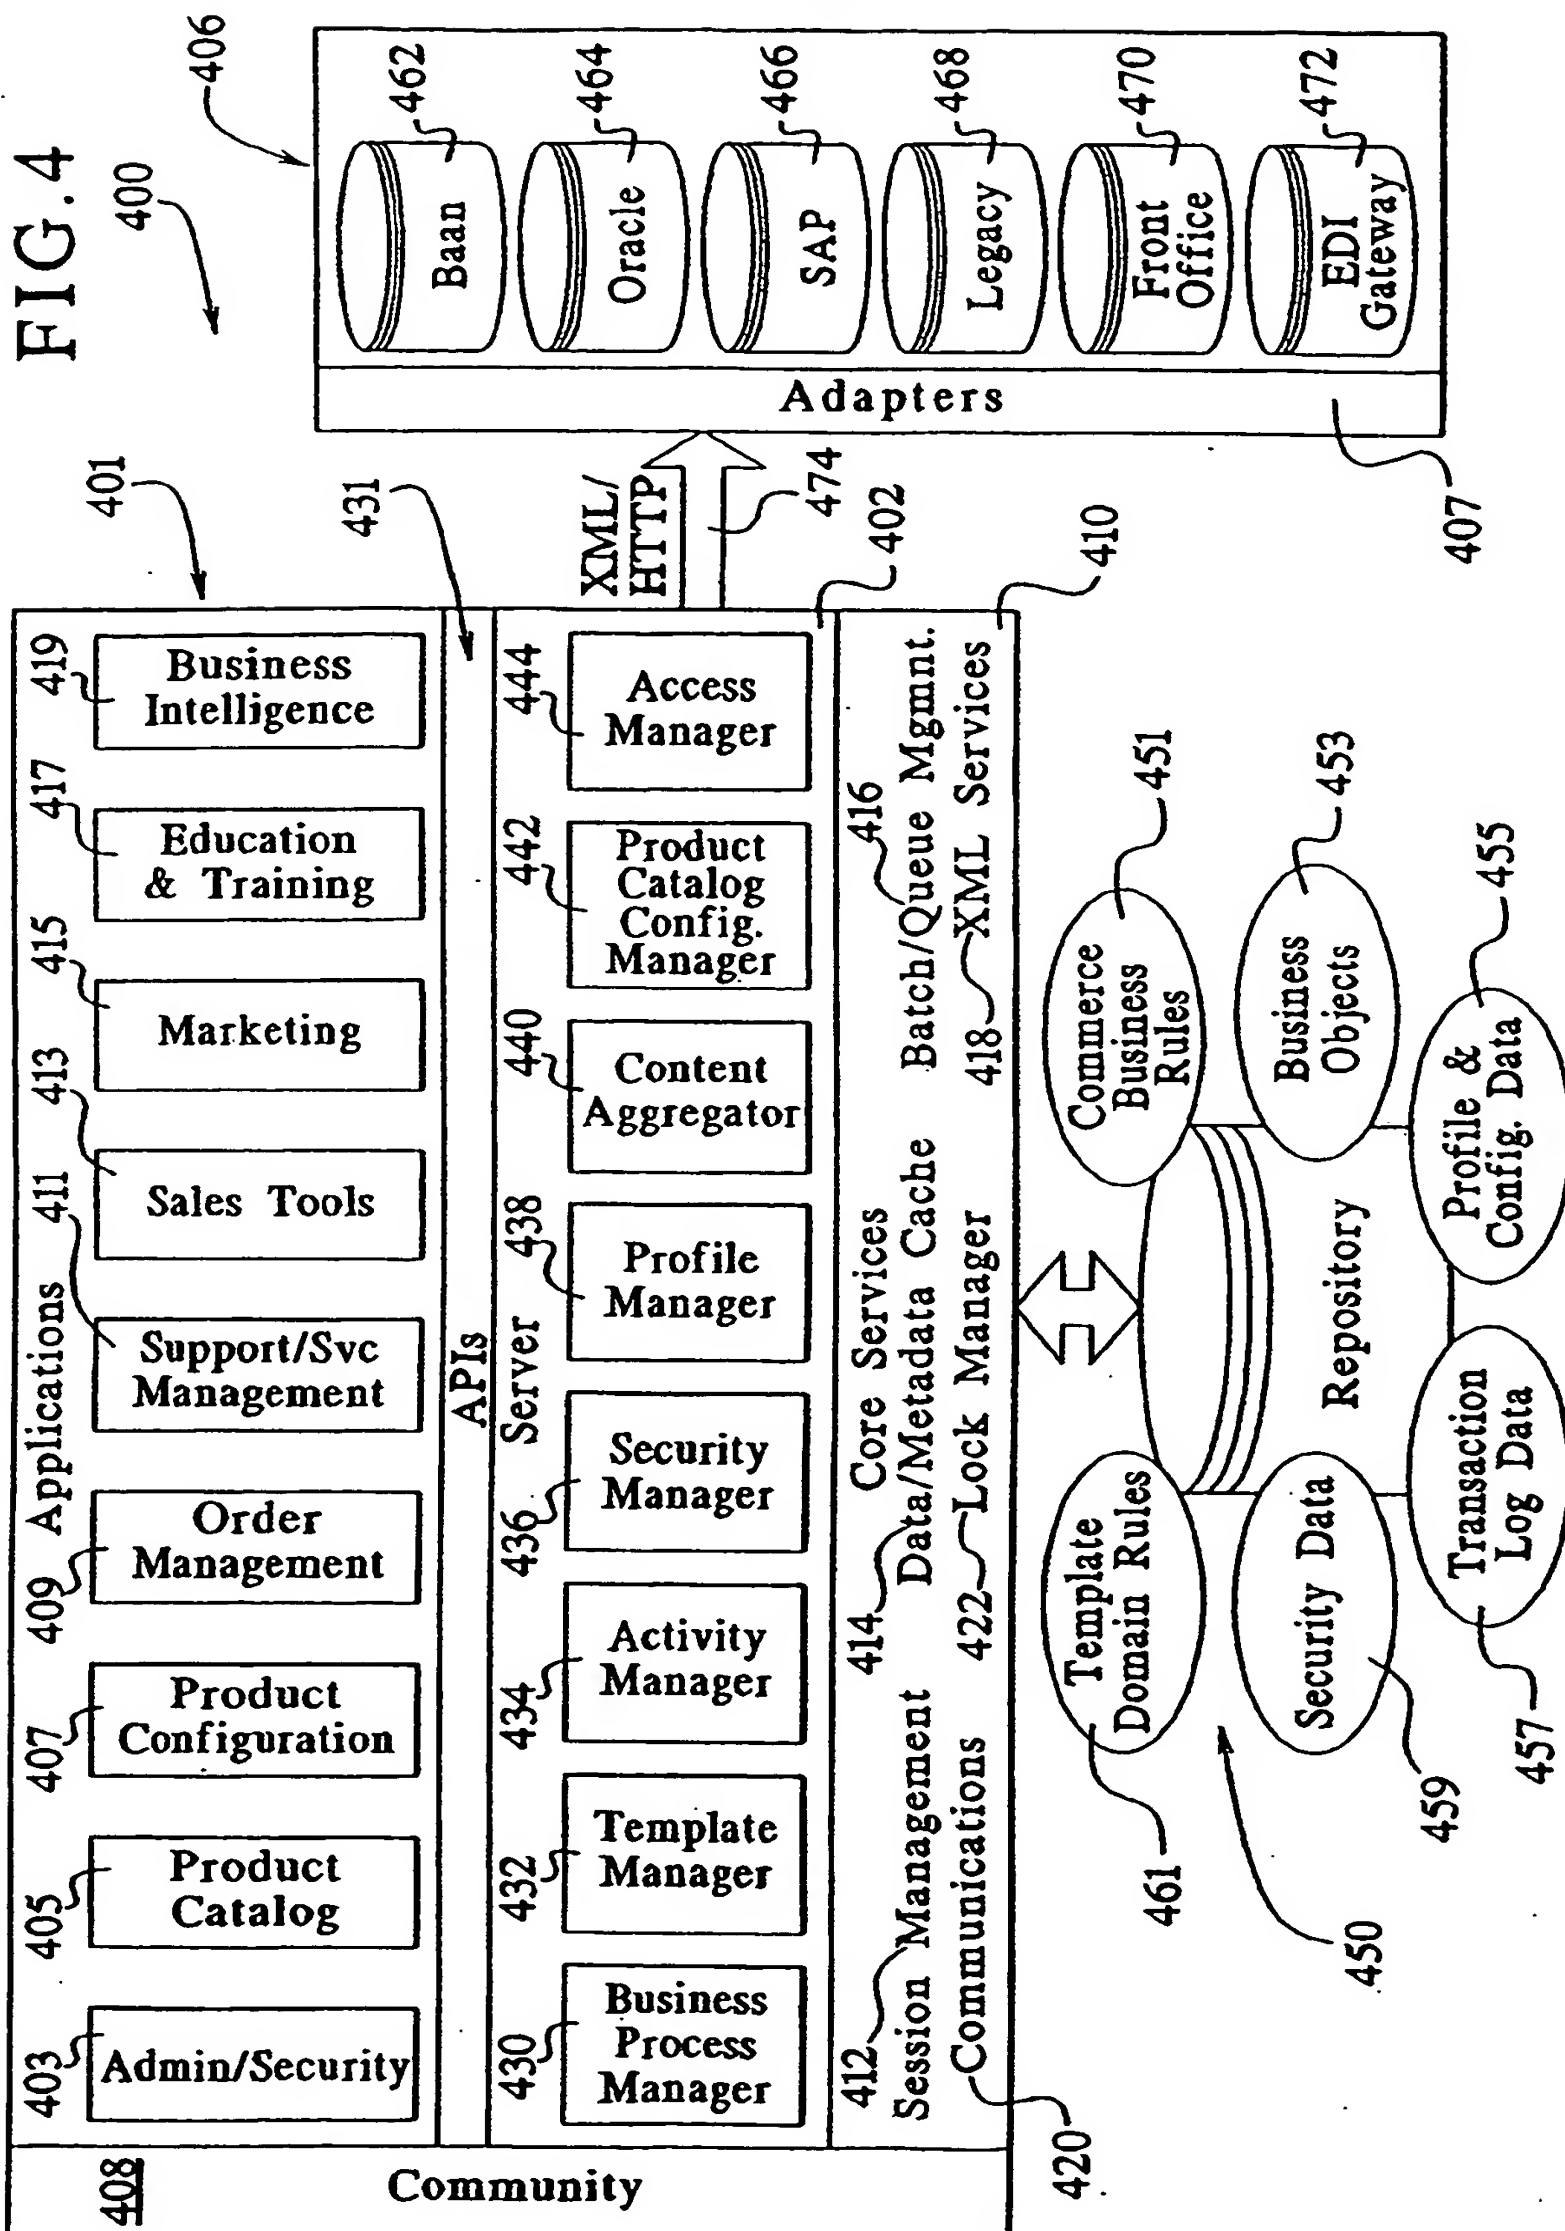 FIG.4
400
406
401
431
408
Community
Applications
403
Admin/Security
405
Product
Catalog
407
Product
Configuration
409
Order
Management
411
Support/Svc
Management
413
Sales Tools
415
Marketing
417
Education
& Training
419
Business
Intelligence
APIs
Server
430
Business
Process
Manager
432
Template
Manager
434
Activity
Manager
436
Security
Manager
438
Profile
Manager
440
Content
Aggregator
442
Product
Catalog
Config.
Manager
444
Access
Manager
402
XML/
HTTP
474
Core Services
412
Session Management
420
Communications
414
Data/Metadata Cache
422
Lock Manager
416
Batch/Queue Mgmnt.
418
XML Services
410
Adapters
407
Baan
462
Oracle
464
SAP
466
Legacy
468
Front
Office
470
EDI
Gateway
472
Repository
450
Template
Domain Rules
461
Security Data
459
Transaction
Log Data
457
Commerce
Business
Rules
451
Business
Objects
453
Profile &
Config. Data
455